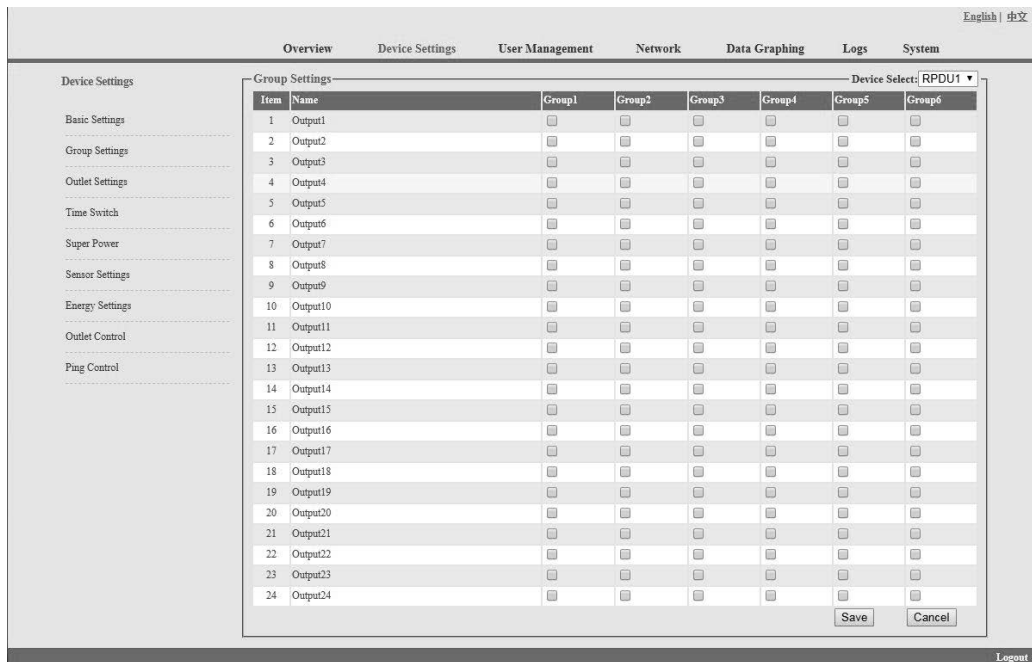 English | 中文
Overview Device Settings User Management Network Data Graphing Logs System
Device Settings
Basic Settings
Group Settings
Outlet Settings
Time Switch
Super Power
Sensor Settings
Energy Settings
Outlet Control
Ping Control
Group Settings Device Select: RPDU1
Item Name Group1 Group2 Group3 Group4 Group5 Group6
1 Output1
2 Output2
3 Output3
4 Output4
5 Output5
6 Output6
7 Output7
8 Output8
9 Output9
10 Output10
11 Output11
12 Output12
13 Output13
14 Output14
15 Output15
16 Output16
17 Output17
18 Output18
19 Output19
20 Output20
21 Output21
22 Output22
23 Output23
24 Output24
Save Cancel
Logout